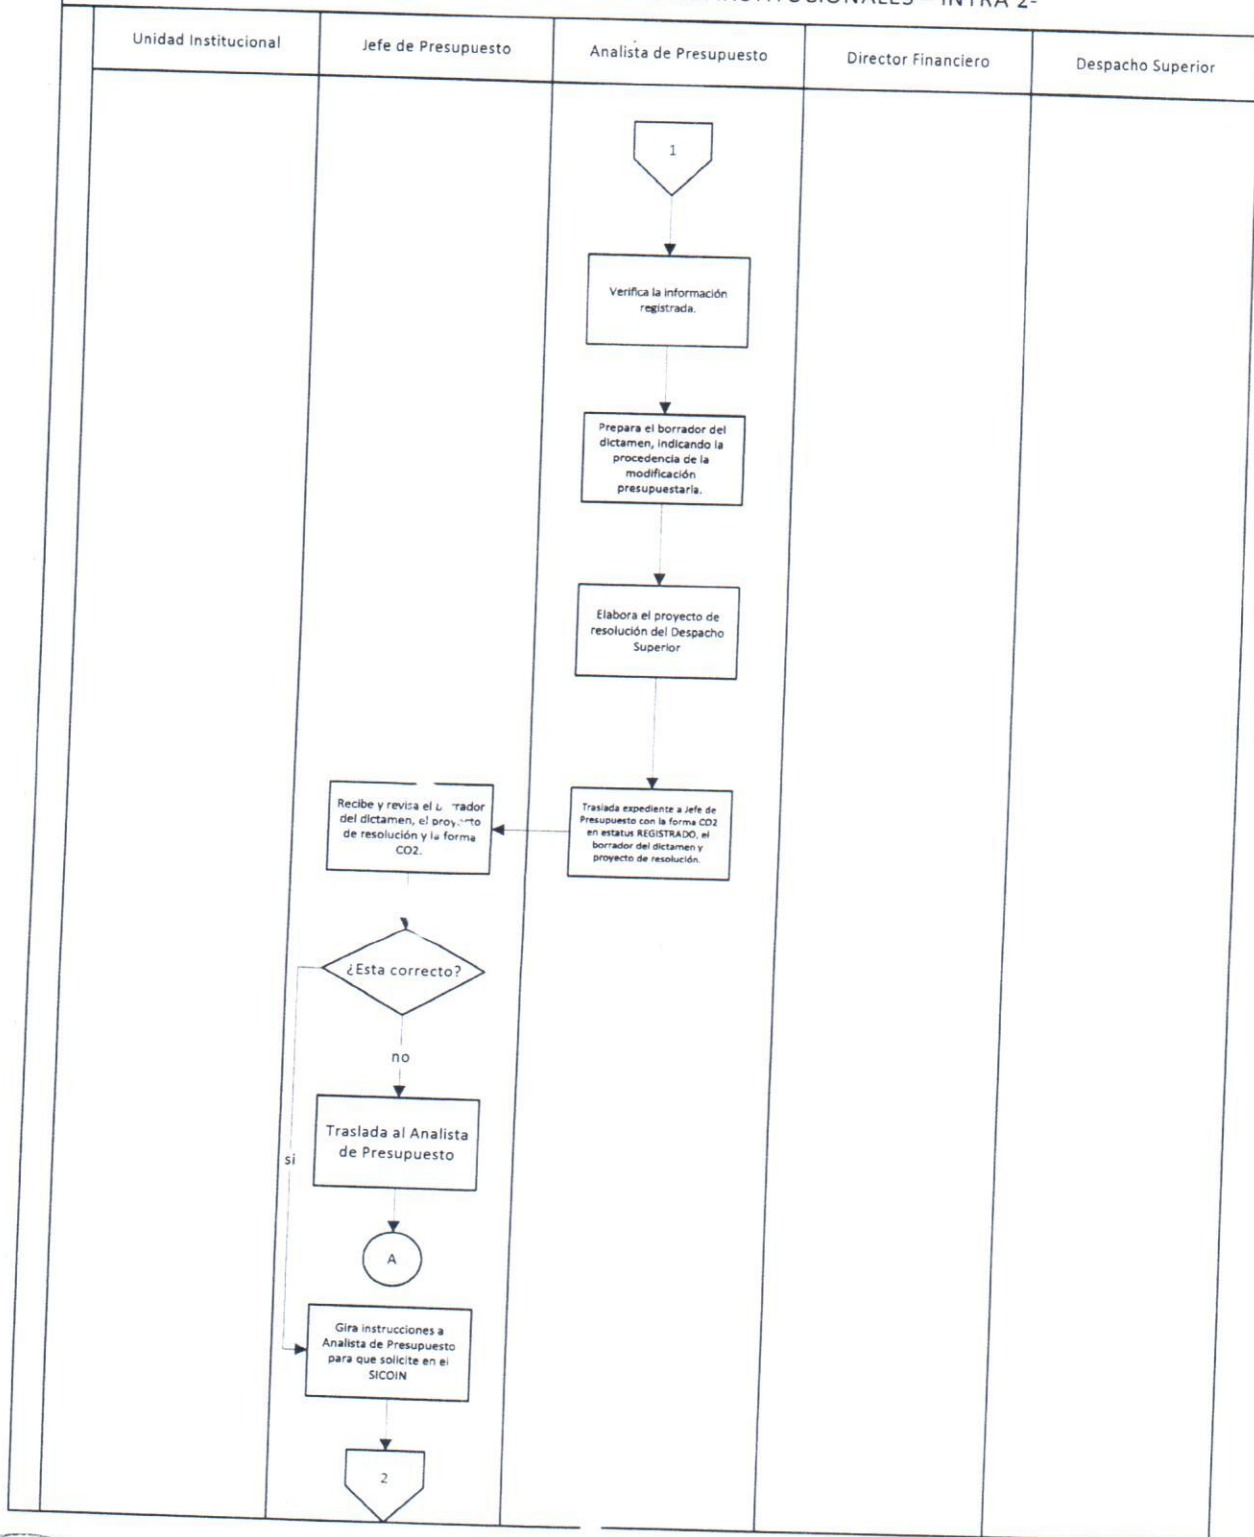 INTRA 2-
Unidad Institucional
Jefe de Presupuesto
Analista de Presupuesto
Director Financiero
Despacho Superior
1
Verifica la información
registrada.
Prepara el borrador del
dictamen, indicando la
procedencia de la
modificación
presupuestaria.
Elabora el proyecto de
resolución del Despacho
Superior
Traslada expediente a Jefe de
Presupuesto con la forma CO2
en estatus REGISTRADO, el
borrador del dictamen y
proyecto de resolución.
Recibe y revisa el
del dictamen, el proyecto
de resolución y la forma
CO2.
¿Esta correcto?
no
si
Traslada al Analista
de Presupuesto
A
Gira instrucciones a
Analista de Presupuesto
para que solicite en el
SICOIN
2